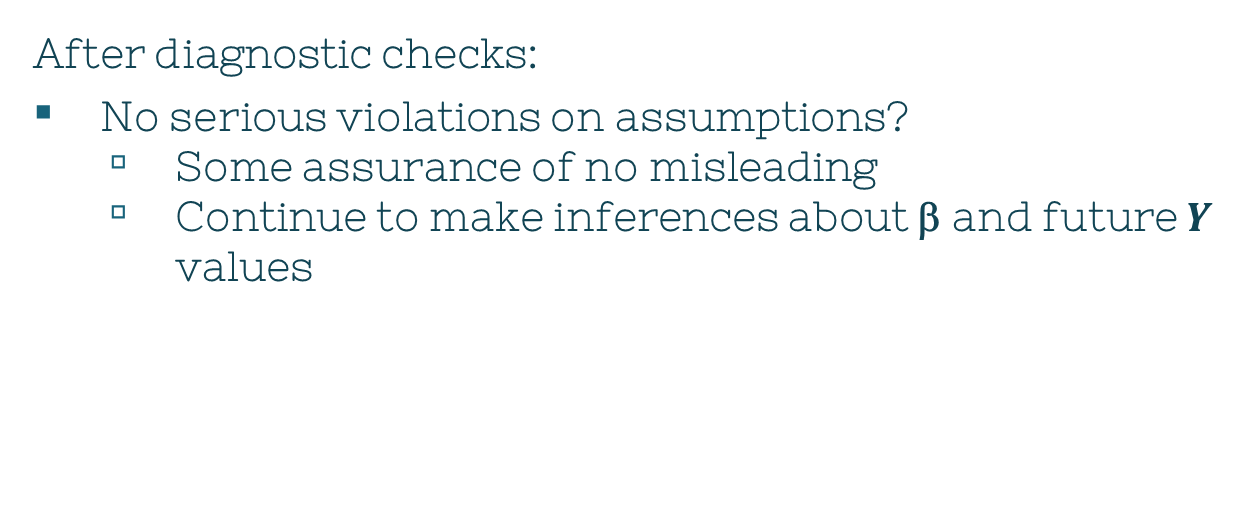 After diagnostic checks:
▪ No serious violations on assumptions?
▫ Some assurance of no misleading
▫ Continue to make inferences about β and future Y
values